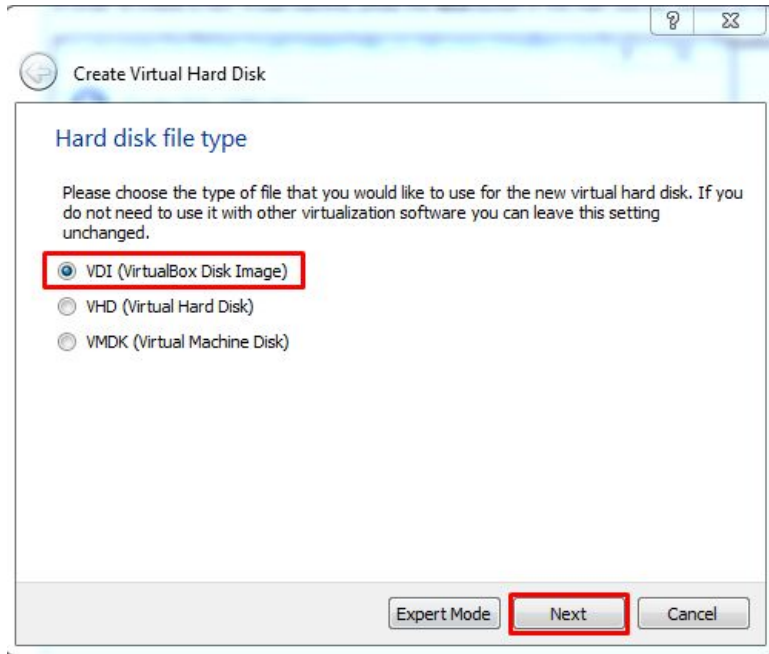 ?
Create Virtual Hard Disk
Hard disk file type
Please choose the type of file that you would like to use for the new virtual hard disk. If you
do not need to use it with other virtualization software you can leave this setting
unchanged.
VDI (VirtualBox Disk Image)
VHD (Virtual Hard Disk)
VMDK (Virtual Machine Disk)
Expert Mode Next Cancel